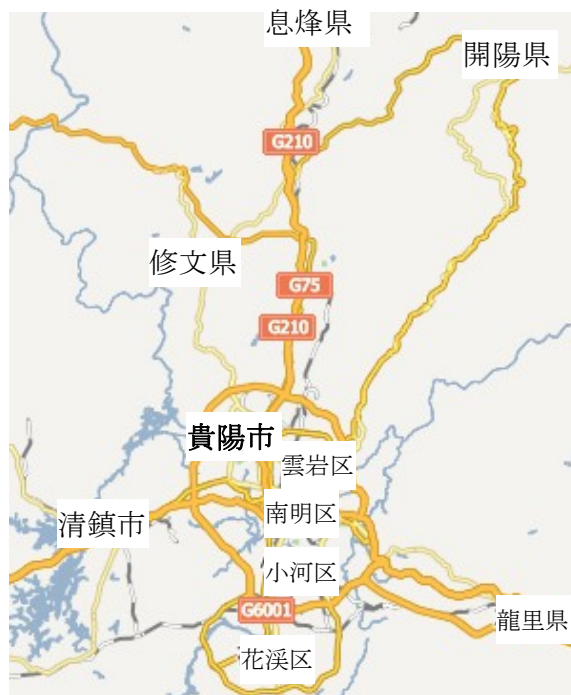 息烽県
開陽県
G210
修文県
G75
G210
貴陽市
雲岩区
清鎮市
南明区
小河区
G6001
龍里県
花渓区